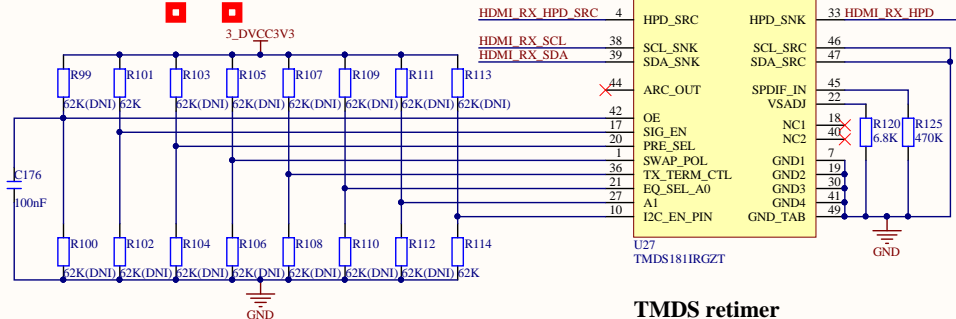 HDMI_RX_HPD_SRC 4 HPD_SRC HPD_SNK 33 HDMI_RX_HPD
3_DVCC3V3
HDMI_RX_SCL 38 SCL_SNK SCL_SRC 46
HDMI_RX_SDA 39 SDA_SNK SDA_SRC 47
R99 R101 R103 R105 R107 R109 R111 R113
44 ARC_OUT SPDIF_IN 45
62K(DNI) 62K 62K(DNI) 62K(DNI) 62K(DNI) 62K(DNI) 62K(DNI) 62K(DNI)
VSADJ 22
42 OE NC1 18 R120 R125
17 SIG_EN NC2 40 6.8K 470K
20 PRE_SEL
1 SWAP_POL GND1 7
36 TX_TERM_CTL GND2 19
C176
21 EQ_SEL_A0 GND3 30
100nF
27 A1 GND4 41
10 I2C_EN_PIN GND_TAB 49
R100 R102 R104 R106 R108 R110 R112 R114
U27
GND
TMDS181IRGZT
62K(DNI) 62K(DNI) 62K(DNI) 62K(DNI) 62K(DNI) 62K(DNI) 62K(DNI) 62K
GND
TMDS retimer